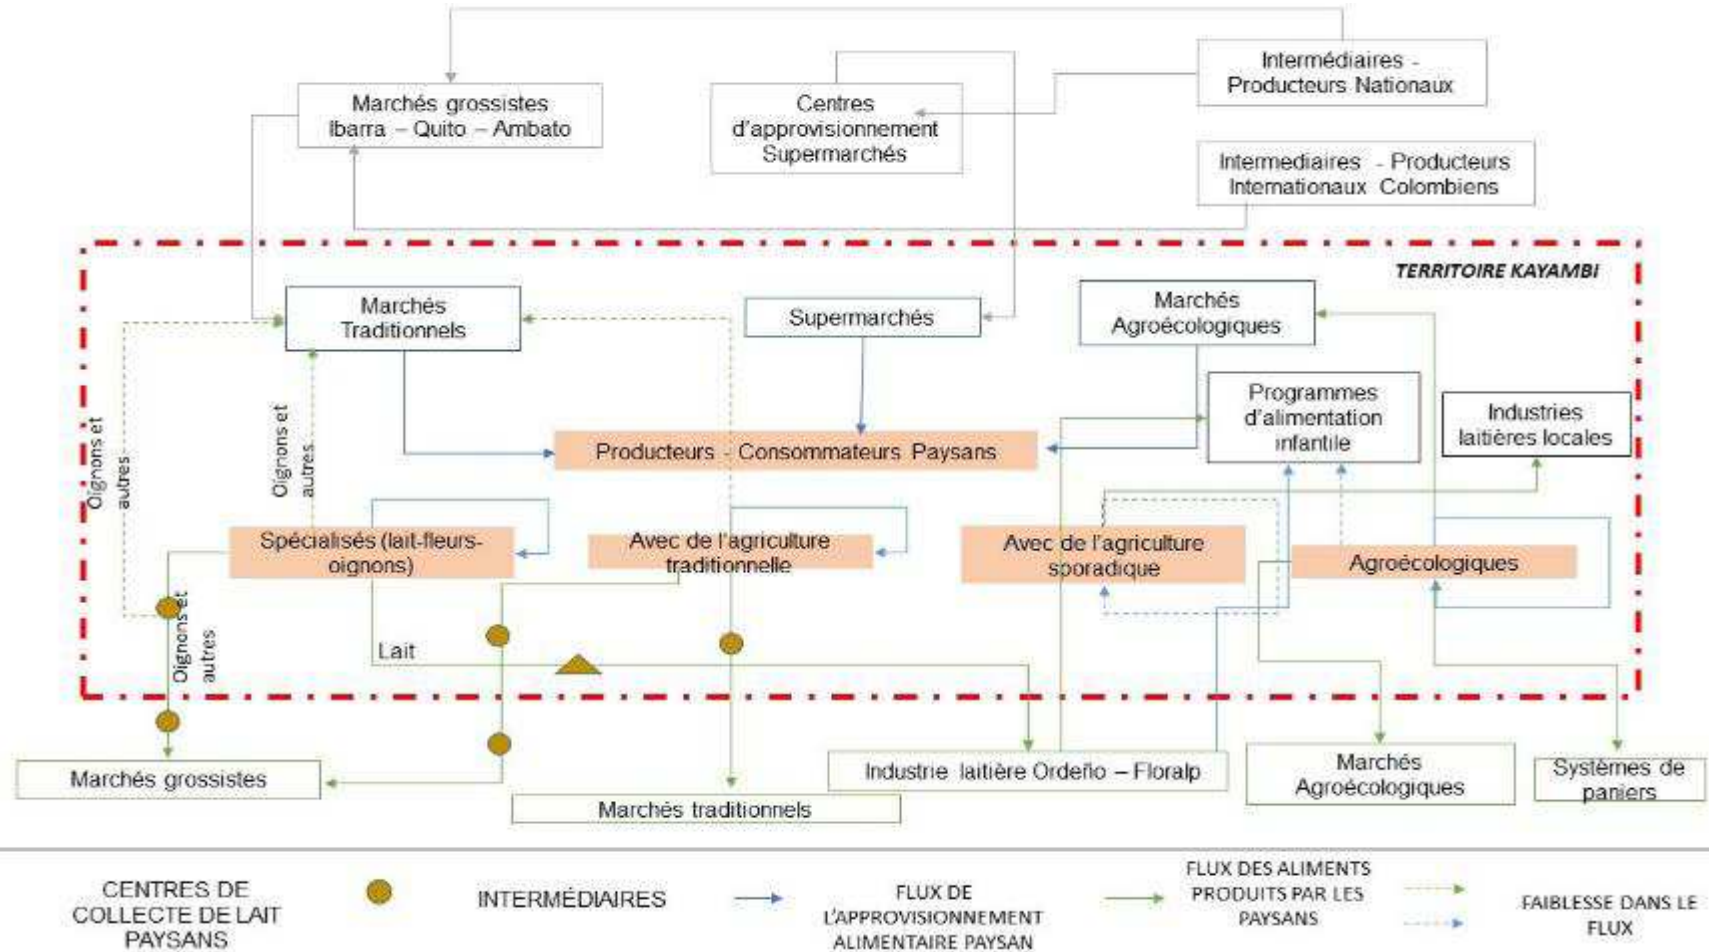 Intermédiaires -
Producteurs Nationaux
Marchés grossistes
Ibarra – Quito – Ambato
Centres
d'approvisionnement
Supermarchés
Intermediaires - Producteurs
Internationaux Colombiens
TERRITOIRE KAYAMBI
Marchés
Traditionnels
Supermarchés
Marchés
Agroécologiques
Programmes
d'alimentation
infantile
Industries
laitières locales
Oignons et
autres
Oignons et
autres
Producteurs - Consommateurs Paysans
Spécialisés (lait-fleurs-
oignons)
Avec de l'agriculture
traditionnelle
Avec de l'agriculture
sporadique
Agroécologiques
Oignons et
autres
Lait
Marchés grossistes
Marchés traditionnels
Industrie laitière Ordeño – Floralp
Marchés
Agroécologiques
Systèmes de
paniers
CENTRES DE
COLLECTE DE LAIT
PAYSANS
INTERMÉDIAIRES
FLUX DE
L'APPROVISIONNEMENT
ALIMENTAIRE PAYSAN
FLUX DES ALIMENTS
PRODUITS PAR LES
PAYSANS
FAIBLESSE DANS LE
FLUX